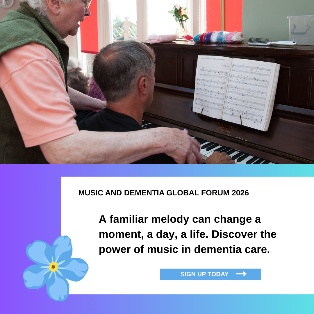 MUSIC AND DEMENTIA GLOBAL FORUM 2026
A familiar melody can change a
moment, a day, a life. Discover the
power of music in dementia care.
SIGN UP TODAY